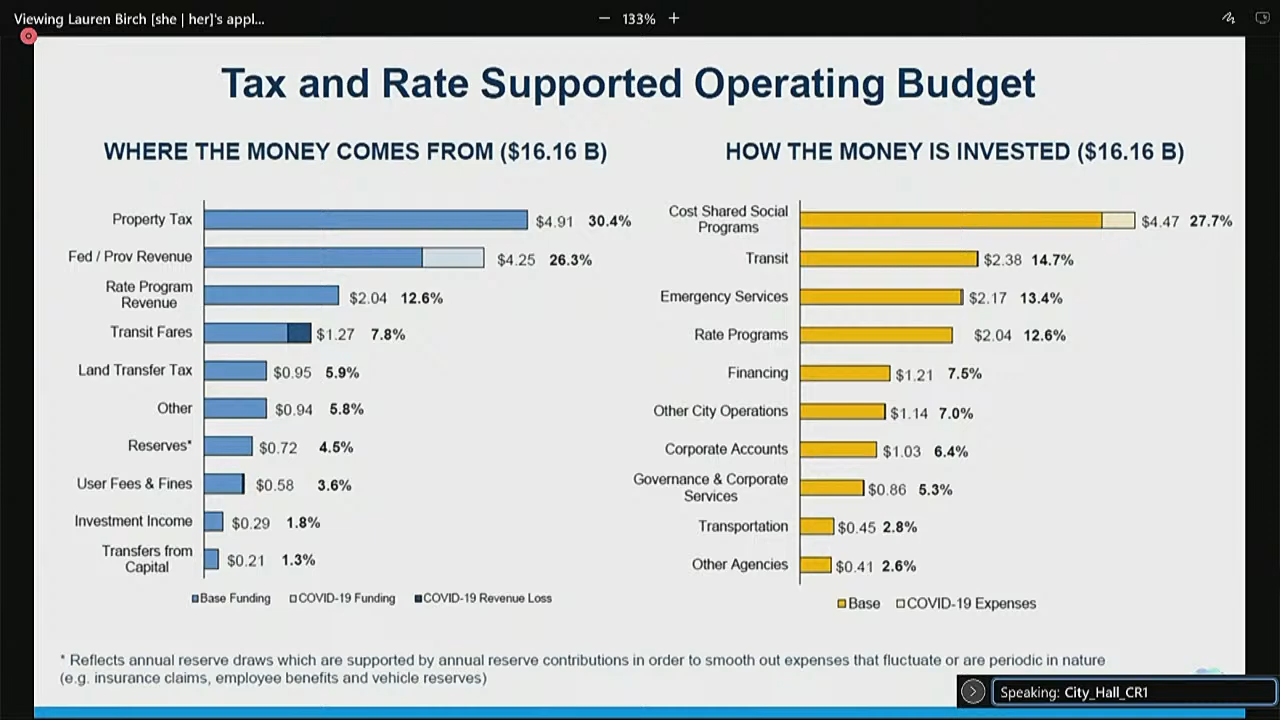 Viewing Lauren Birch [she | her]'s appl...
133%
Tax and Rate Supported Operating Budget
WHERE THE MONEY COMES FROM ($16.16 B)
Property Tax $4.91 30.4%
Fed / Prov Revenue $4.25 26.3%
Rate Program
Revenue $2.04 12.6%
Transit Fares $1.27 7.8%
Land Transfer Tax $0.95 5.9%
Other $0.94 5.8%
Reserves* $0.72 4.5%
User Fees & Fines $0.58 3.6%
Investment Income $0.29 1.8%
Transfers from
Capital $0.21 1.3%
Base Funding COVID-19 Funding COVID-19 Revenue Loss
HOW THE MONEY IS INVESTED ($16.16 B)
Cost Shared Social
Programs $4.47 27.7%
Transit $2.38 14.7%
Emergency Services $2.17 13.4%
Rate Programs $2.04 12.6%
Financing $1.21 7.5%
Other City Operations $1.14 7.0%
Corporate Accounts $1.03 6.4%
Governance & Corporate
Services $0.86 5.3%
Transportation $0.45 2.8%
Other Agencies $0.41 2.6%
Base COVID-19 Expenses
* Reflects annual reserve draws which are supported by annual reserve contributions in order to smooth out expenses that fluctuate or are periodic in nature
(e.g. insurance claims, employee benefits and vehicle reserves)
Speaking: City_Hall_CR1